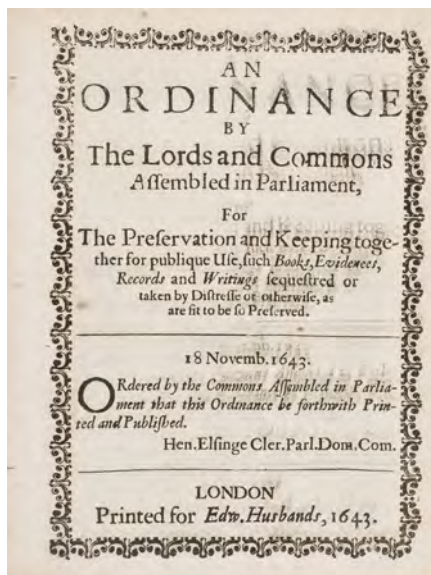 AN
ORDINANCE
BY
The Lords and Commons
Aſſembled in Parliament,
For
The Preſervation and Keeping toge-
ther for publique Uſe, ſuch Books, Evidences,
Records and Writings ſequeſtred or
taken by Diſtreſſe or otherwiſe, as
are fit to be ſo Preſerved.
18 Novemb. 1643.
ORdered by the Commons Aſſembled in Parlia-
ment that this Ordinance be forthwith Prin-
ted and Publiſhed.
Hen. Elſinge Cler. Parl. Dom. Com.
LONDON
Printed for Edw. Husbands, 1643.